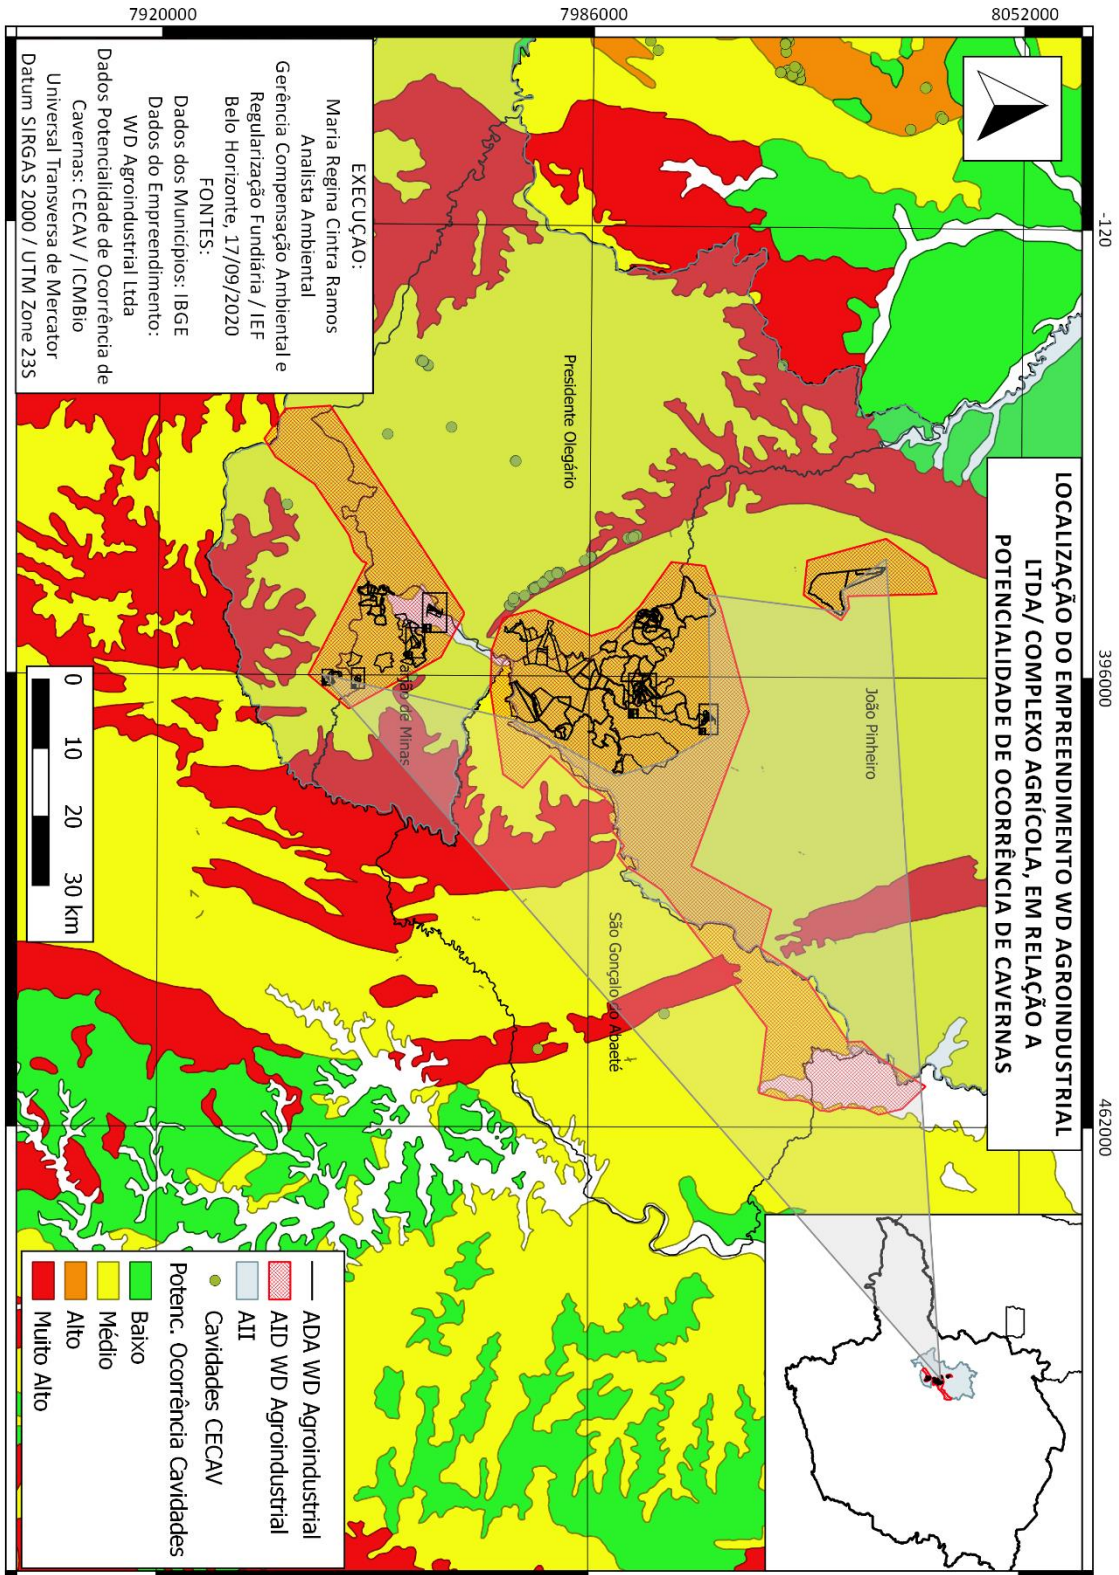 LOCALIZAÇÃO DO EMPREENDIMENTO WD AGROINDUSTRIAL
LTDA/ COMPLEXO AGRÍCOLA, EM RELAÇÃO A
POTENCIALIDADE DE OCORRÊNCIA DE CAVERNAS
-120
396000
462000
8052000
7986000
7920000
João Pinheiro
Presidente Olegário
São Gonçalo do Abaeté
Varjão de Minas
EXECUÇÃO:
Maria Regina Cintra Ramos
Analista Ambiental
Gerência Compensação Ambiental e
Regularização Fundiária / IEF
Belo Horizonte, 17/09/2020
FONTES:
Dados dos Municípios: IBGE
Dados do Empreendimento:
WD Agroindustrial Ltda
Dados Potencialidade de Ocorrência de
Cavernas: CECAV / ICMBio
Universal Transversa de Mercator
Datum SIRGAS 2000 / UTM Zone 23S
0 10 20 30 km
ADA WD Agroindustrial
AID WD Agroindustrial
AII
Cavidades CECAV
Potenc. Ocorrência Cavidades
Baixo
Médio
Alto
Muito Alto